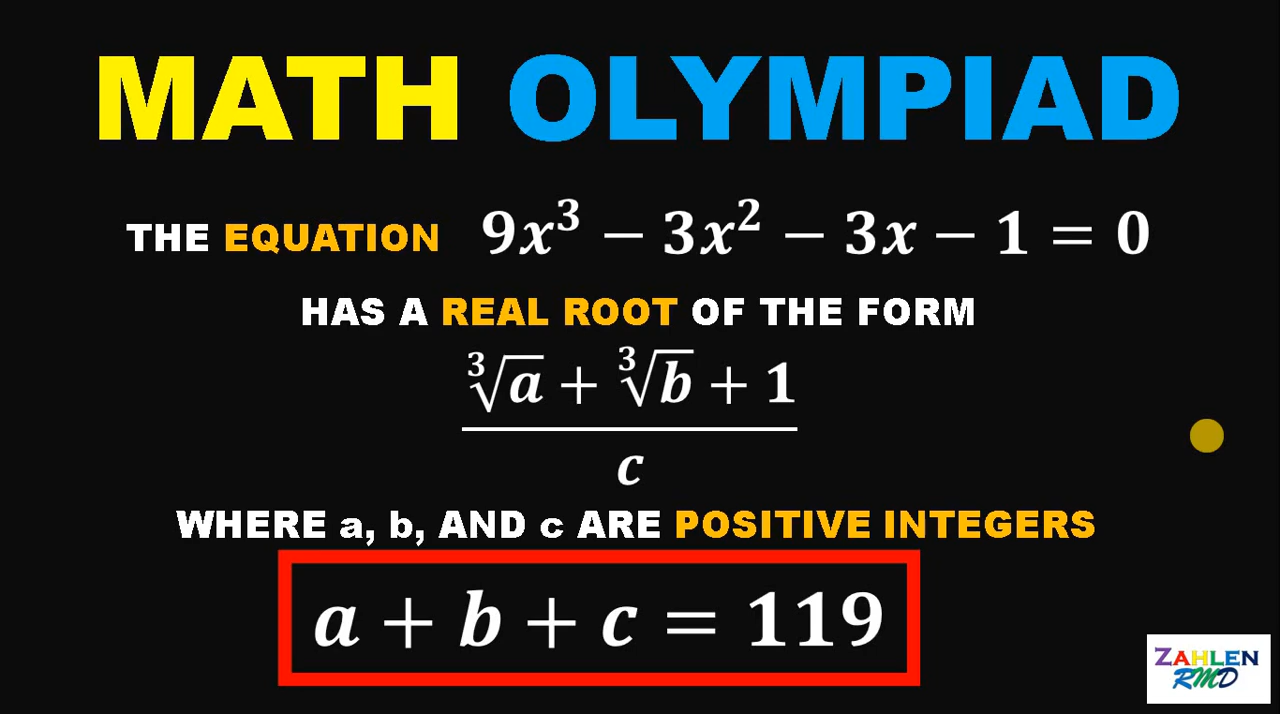 MATH OLYMPIAD
THE EQUATION 9x³ − 3x² − 3x − 1 = 0
HAS A REAL ROOT OF THE FORM
∛a + ∛b + 1
c
WHERE a, b, AND c ARE POSITIVE INTEGERS
a + b + c = 119
ZAHLEN
RMD